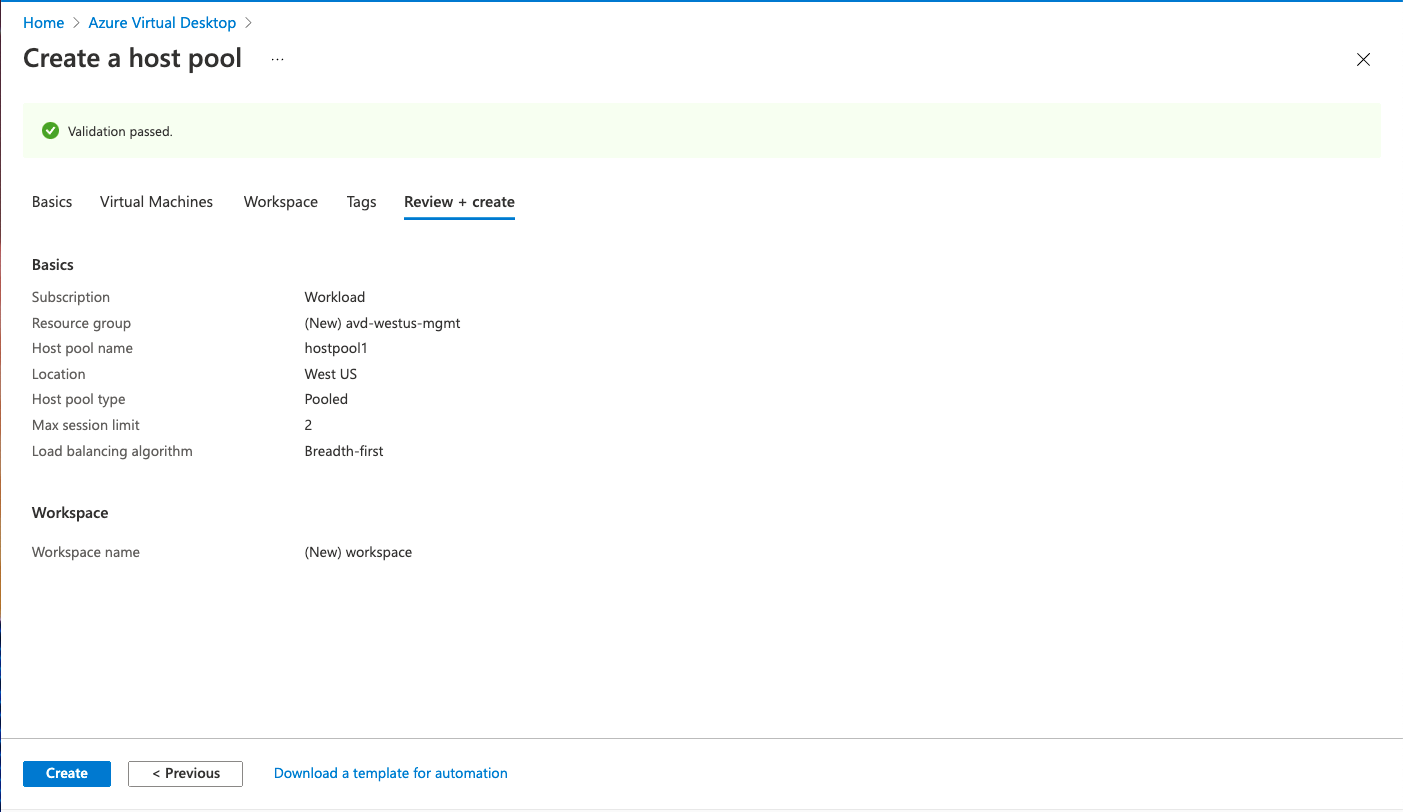 Home > Azure Virtual Desktop >
Create a host pool ...
Validation passed.
Basics Virtual Machines Workspace Tags Review + create
Basics
Subscription Workload
Resource group (New) avd-westus-mgmt
Host pool name hostpool1
Location West US
Host pool type Pooled
Max session limit 2
Load balancing algorithm Breadth-first
Workspace
Workspace name (New) workspace
Create < Previous Download a template for automation